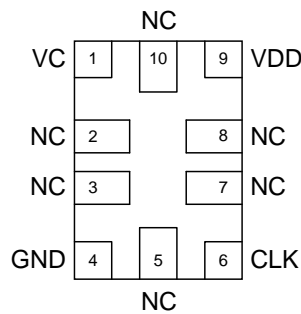 NC
VC 1 10 9 VDD
NC 2 8 NC
NC 3 7 NC
GND 4 5 6 CLK
NC